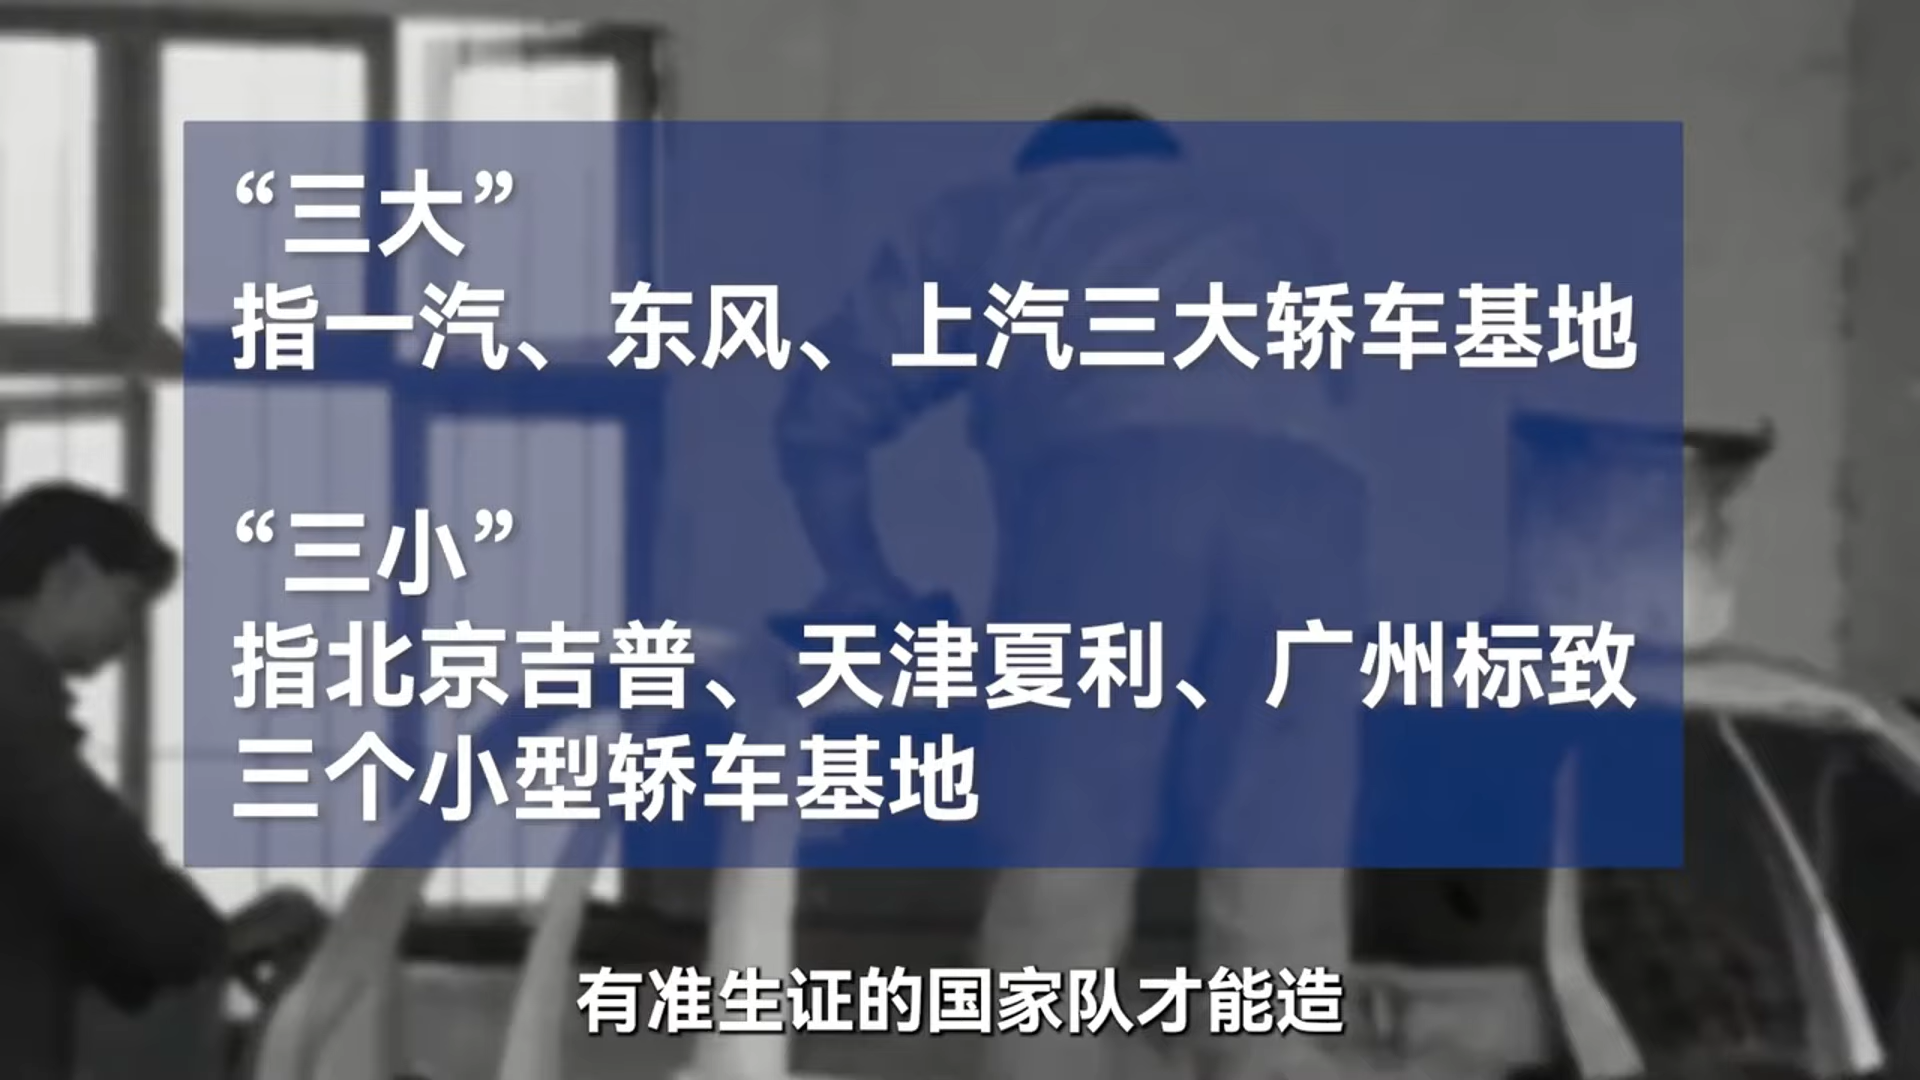 “三大”
指一汽、东风、上汽三大轿车基地
“三小”
指北京吉普、天津夏利、广州标致
三个小型轿车基地
有准生证的国家队才能造